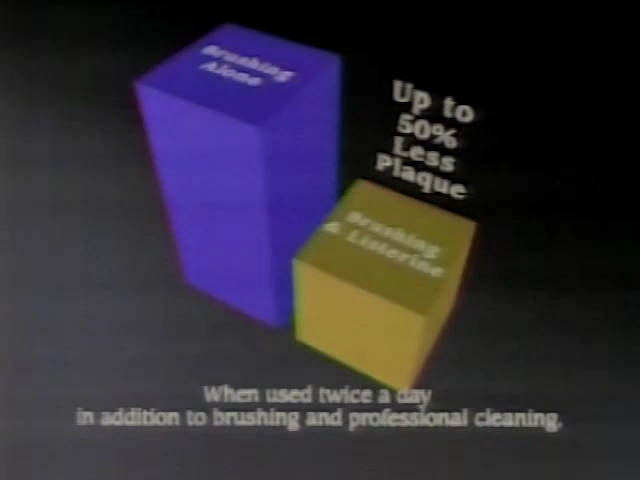 Brushing
Alone
Up to
50%
Less
Plaque
Brushing
& Listerine
When used twice a day
in addition to brushing and professional cleaning.